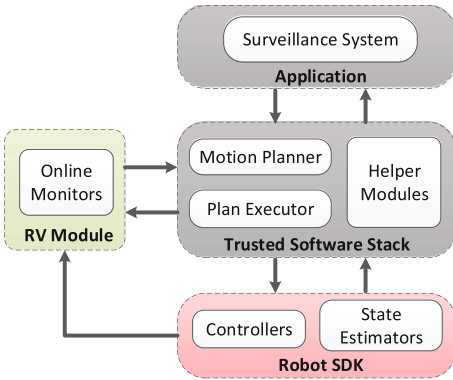 Surveillance System
Application
Motion Planner
Plan Executor
Helper
Modules
Trusted Software Stack
Online
Monitors
RV Module
Controllers
State
Estimators
Robot SDK